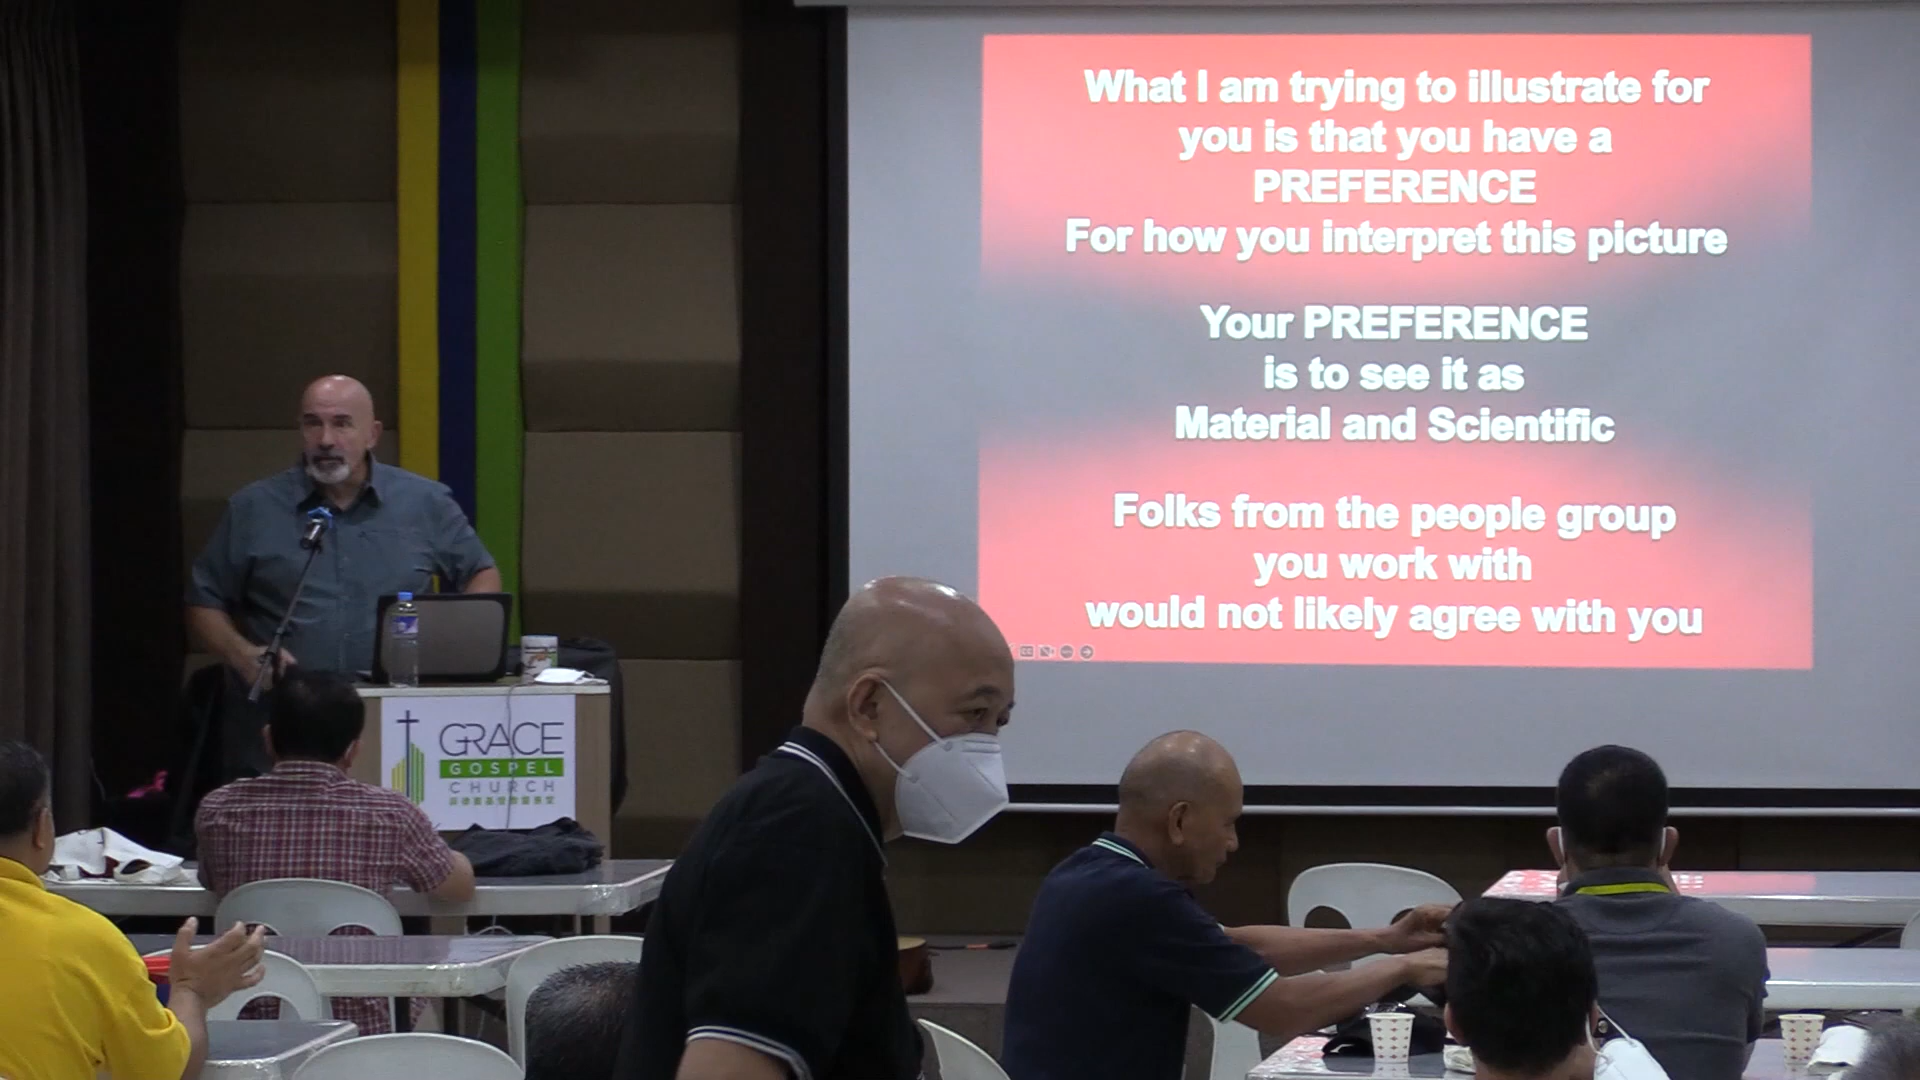 What I am trying to illustrate for
you is that you have a
PREFERENCE
For how you interpret this picture
Your PREFERENCE
is to see it as
Material and Scientific
Folks from the people group
you work with
would not likely agree with you
GRACE
GOSPEL
CHURCH